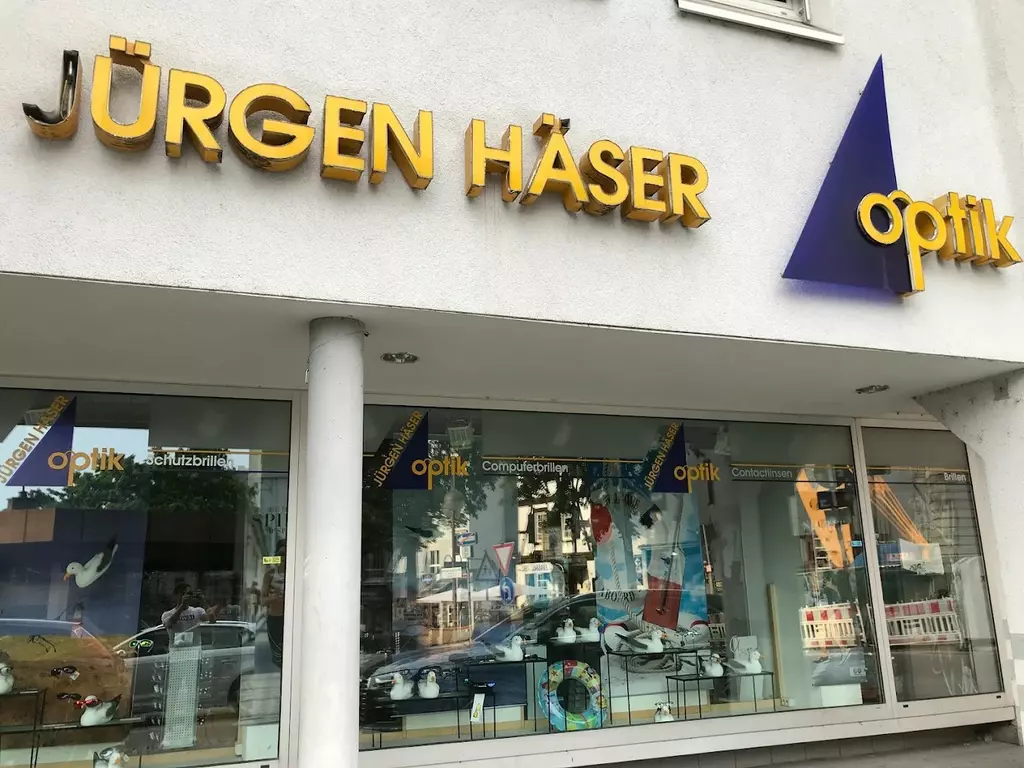 JÜRGEN HÄSER
optik
JÜRGEN HÄSER
optik
Schutzbrillen
JÜRGEN HÄSER
optik
Computerbrillen
JÜRGEN HÄSER
optik
Contactlinsen
Brillen